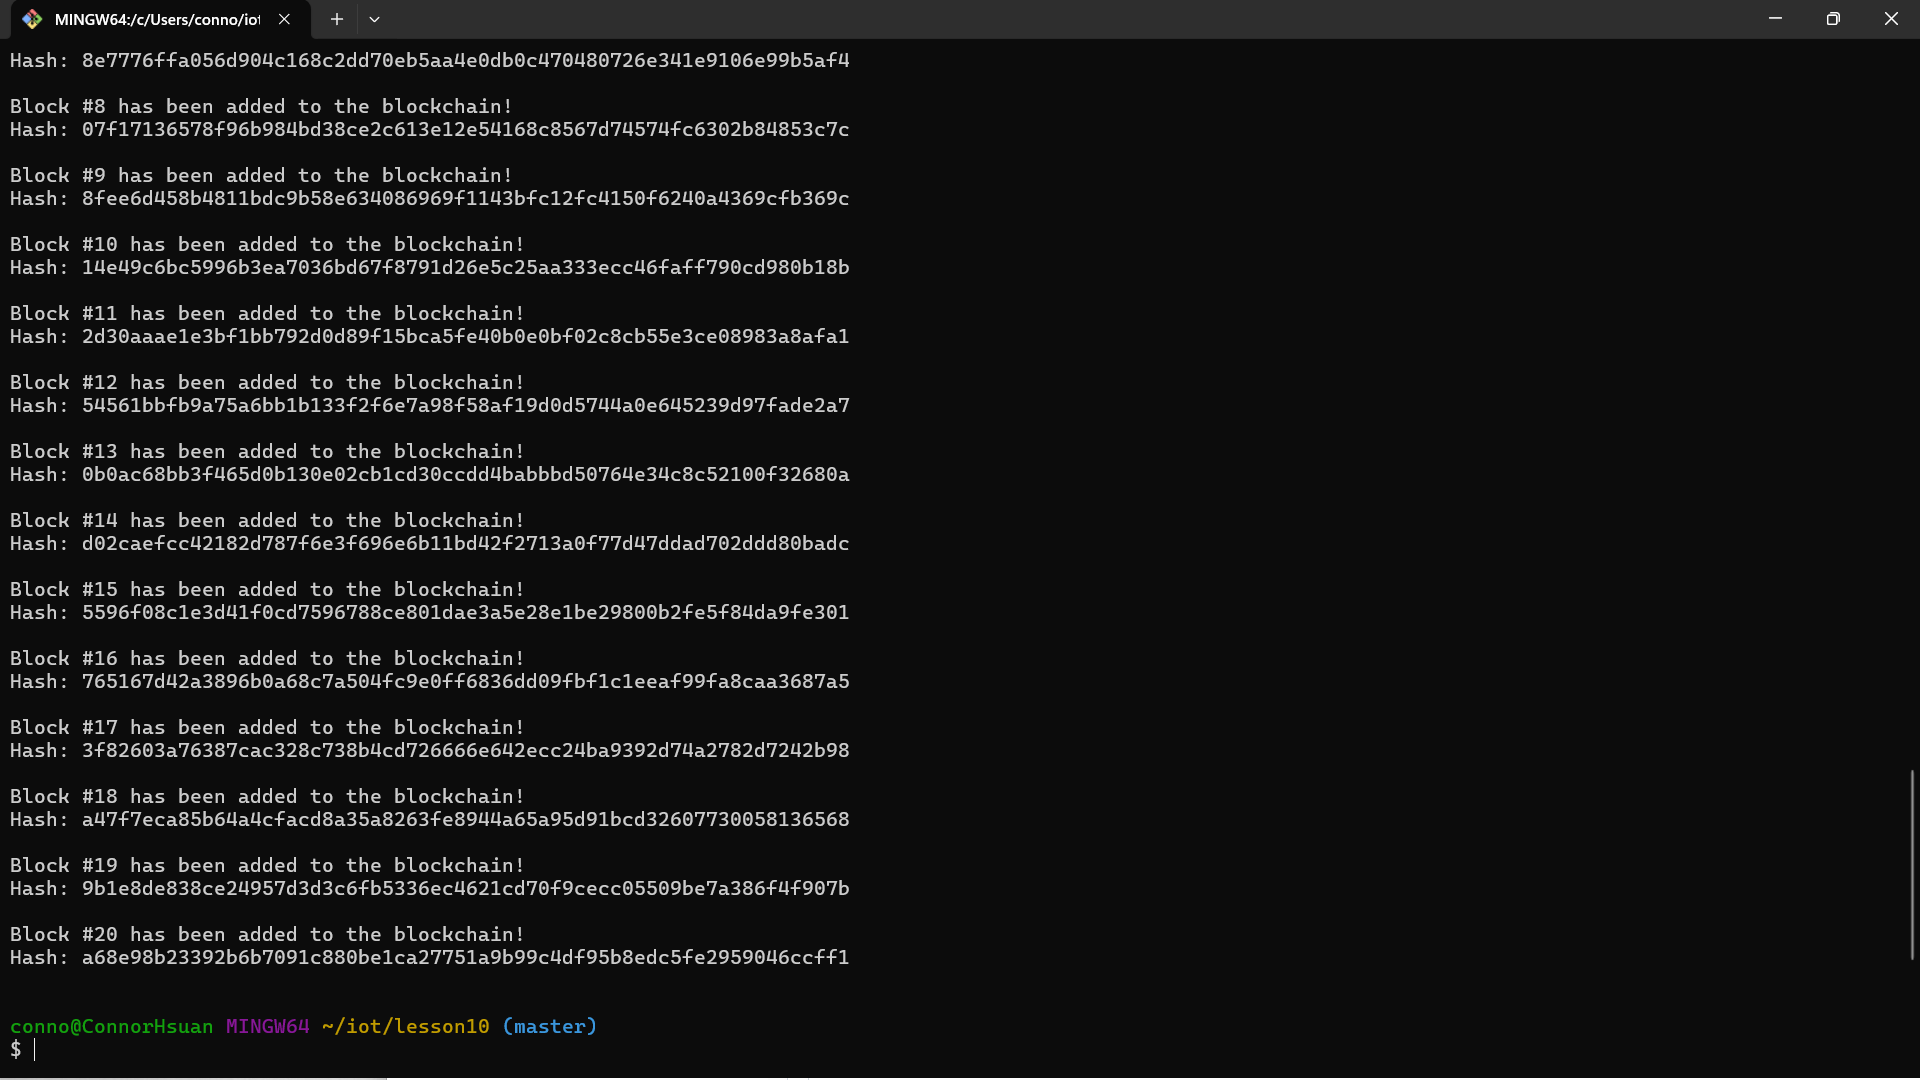 MINGW64:/c/Users/conno/iot
Hash: 8e7776ffa056d904c168c2dd70eb5aa4e0db0c470480726e341e9106e99b5af4
Block #8 has been added to the blockchain!
Hash: 07f17136578f96b984bd38ce2c613e12e54168c8567d74574fc6302b84853c7c
Block #9 has been added to the blockchain!
Hash: 8fee6d458b4811bdc9b58e634086969f1143bfc12fc4150f6240a4369cfb369c
Block #10 has been added to the blockchain!
Hash: 14e49c6bc5996b3ea7036bd67f8791d26e5c25aa333ecc46faff790cd980b18b
Block #11 has been added to the blockchain!
Hash: 2d30aaae1e3bf1bb792d0d89f15bca5fe40b0e0bf02c8cb55e3ce08983a8afa1
Block #12 has been added to the blockchain!
Hash: 54561bbfb9a75a6bb1b133f2f6e7a98f58af19d0d5744a0e645239d97fade2a7
Block #13 has been added to the blockchain!
Hash: 0b0ac68bb3f465d0b130e02cb1cd30ccdd4babbbd50764e34c8c52100f32680a
Block #14 has been added to the blockchain!
Hash: d02caefcc42182d787f6e3f696e6b11bd42f2713a0f77d47ddad702ddd80badc
Block #15 has been added to the blockchain!
Hash: 5596f08c1e3d41f0cd7596788ce801dae3a5e28e1be29800b2fe5f84da9fe301
Block #16 has been added to the blockchain!
Hash: 765167d42a3896b0a68c7a504fc9e0ff6836dd09fbf1c1eeaf99fa8caa3687a5
Block #17 has been added to the blockchain!
Hash: 3f82603a76387cac328c738b4cd726666e642ecc24ba9392d74a2782d7242b98
Block #18 has been added to the blockchain!
Hash: a47f7eca85b64a4cfacd8a35a8263fe8944a65a95d91bcd32607730058136568
Block #19 has been added to the blockchain!
Hash: 9b1e8de838ce24957d3d3c6fb5336ec4621cd70f9cecc05509be7a386f4f907b
Block #20 has been added to the blockchain!
Hash: a68e98b23392b6b7091c880be1ca27751a9b99c4df95b8edc5fe2959046ccff1
conno@ConnorHsuan MINGW64 ~/iot/lesson10 (master)
$